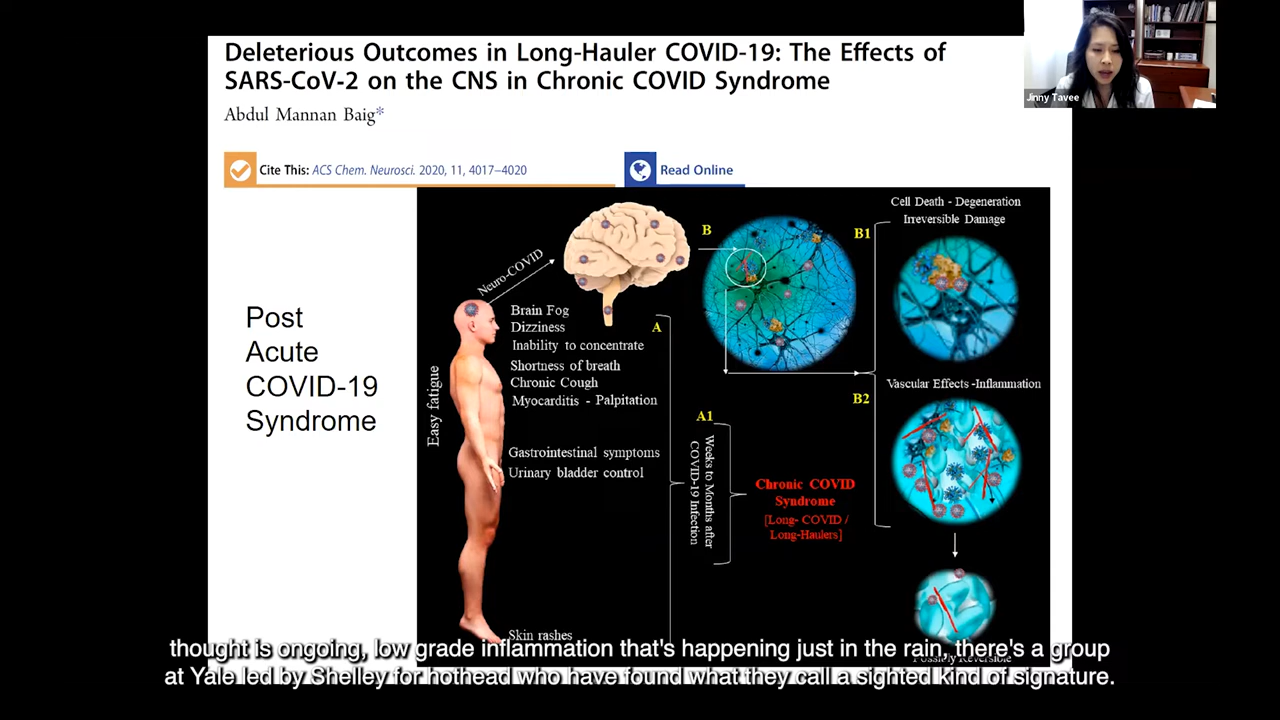 Deleterious Outcomes in Long-Hauler COVID-19: The Effects of
SARS-CoV-2 on the CNS in Chronic COVID Syndrome
Abdul Mannan Baig*
Cite This: ACS Chem. Neurosci. 2020, 11, 4017−4020
Read Online
Jinny Tavee
Post
Acute
COVID-19
Syndrome
Easy fatigue
Neuro-COVID
Brain Fog
Dizziness
Inability to concentrate
Shortness of breath
Chronic Cough
Myocarditis - Palpitation
Gastrointestinal symptoms
Urinary bladder control
Skin rashes
A
A1
Weeks to Months after
COVID-19 Infection
Chronic COVID
Syndrome
[Long- COVID /
Long-Haulers]
B
B1
Cell Death - Degeneration
Irreversible Damage
B2
Vascular Effects -Inflammation
Possibly Reversible
thought is ongoing, low grade inflammation that's happening just in the rain, there's a group
at Yale led by Shelley for hothead who have found what they call a sighted kind of signature.